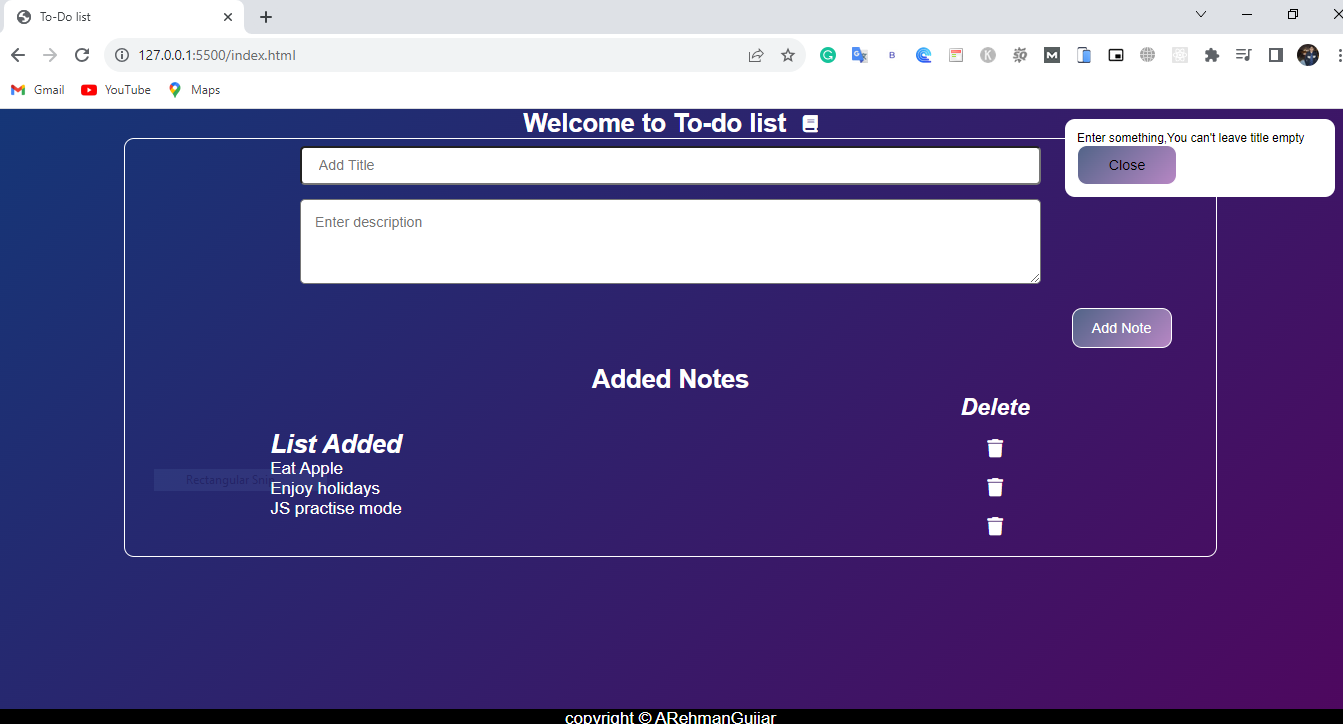 To-Do list
127.0.0.1:5500/index.html
Gmail YouTube Maps
Welcome to To-do list
Enter something,You can't leave title empty
Close
Add Title
Enter description
Add Note
Added Notes
Delete
List Added
Eat Apple
Rectangular
Enjoy holidays
JS practise mode
copyright © ARehmanGujjar